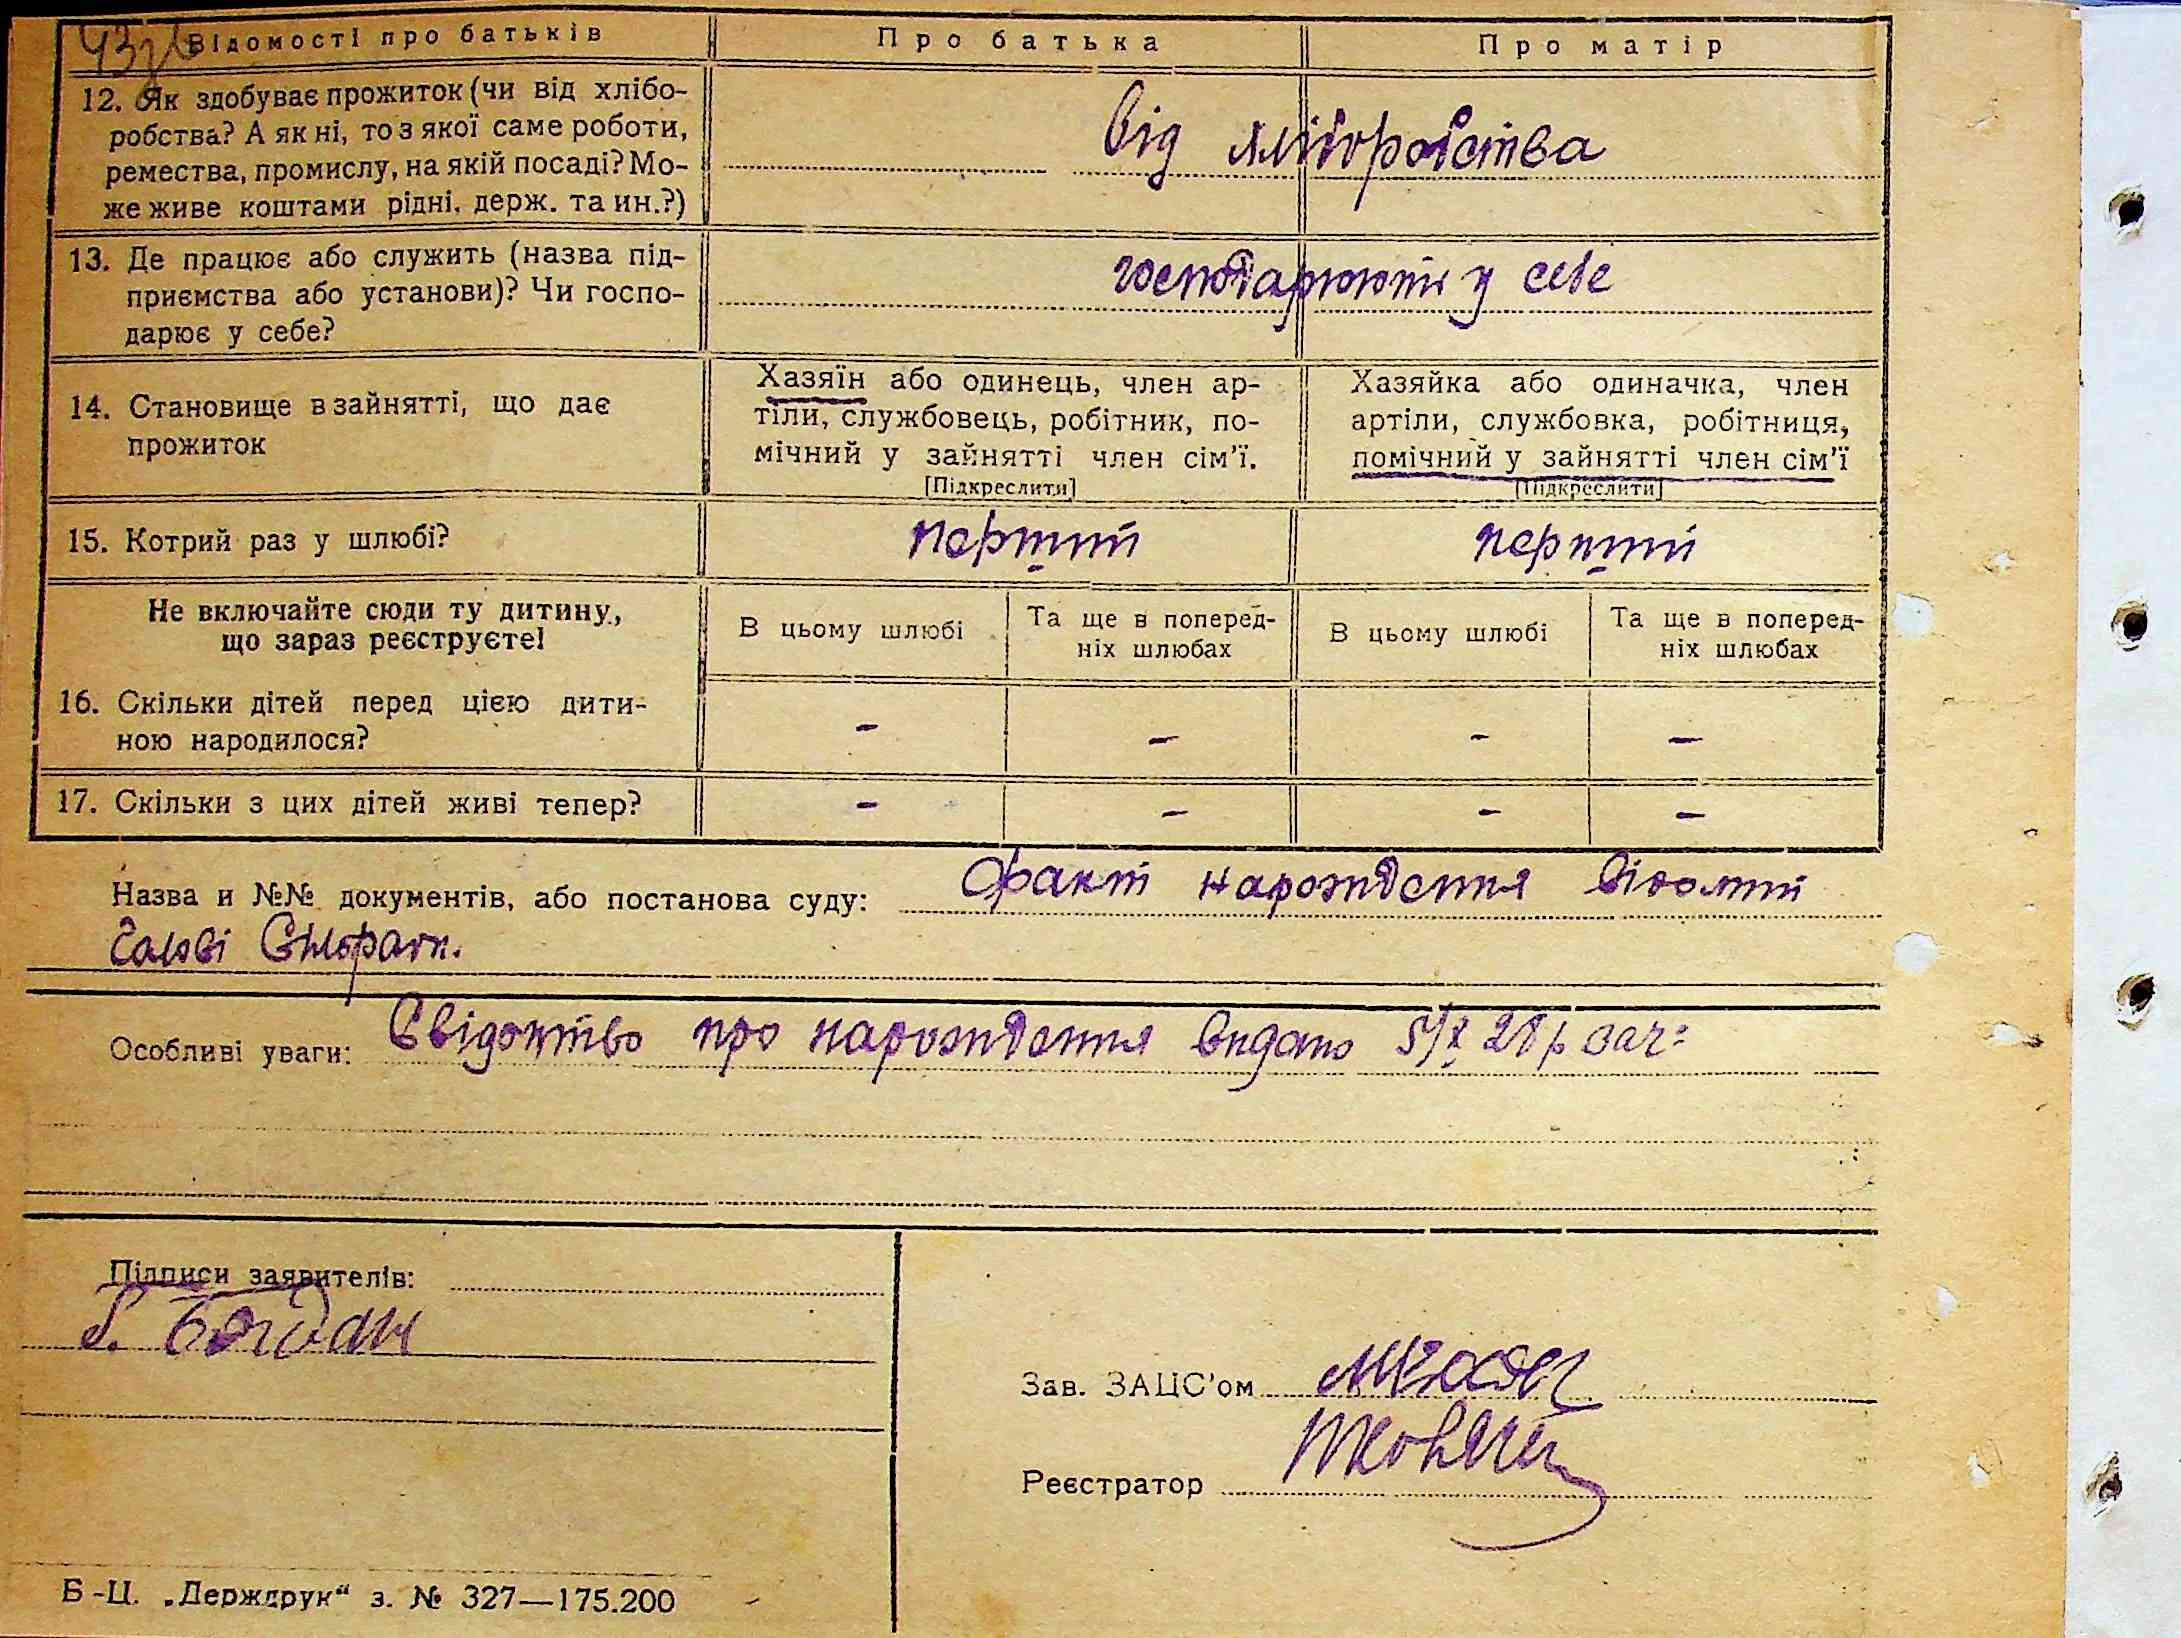 43зв
Відомості про батьків
Про батька
Про матір
12. Як здобуває прожиток (чи від хлібо-
робства? А як ні, то з якої саме роботи,
ремества, промислу, на якій посаді? Мо-
же живе коштами рідні, держ. та ин.?)
від хліборобства
13. Де працює або служить (назва під-
приємства або установи)? Чи госпо-
дарює у себе?
господарюють у себе
14. Становище в зайнятті, що дає
прожиток
Хазяїн або одинець, член ар-
тіли, службовець, робітник, по-
мічний у зайнятті член сім'ї.
[Підкреслити]
Хазяйка або одиначка, член
артіли, службовка, робітниця,
помічний у зайнятті член сім'ї
[Підкреслити]
15. Котрий раз у шлюбі?
перший
перший
Не включайте сюди ту дитину,
що зараз реєструєте!
В цьому шлюбі
Та ще в поперед-
ніх шлюбах
В цьому шлюбі
Та ще в поперед-
ніх шлюбах
16. Скільки дітей перед цією дити-
ною народилося?
- - - -
17. Скільки з цих дітей живі тепер?
- - - -
Назва и №№ документів, або постанова суду: Факт нарождення відомий
Голові
Особливі уваги: Свідоцтво про нарождення видано 5/X 28 р
Підписи заявителів:
Зав. ЗАЦС'ом
Реєстратор
Б-Ц. „Держдрук“ з. № 327—175.200